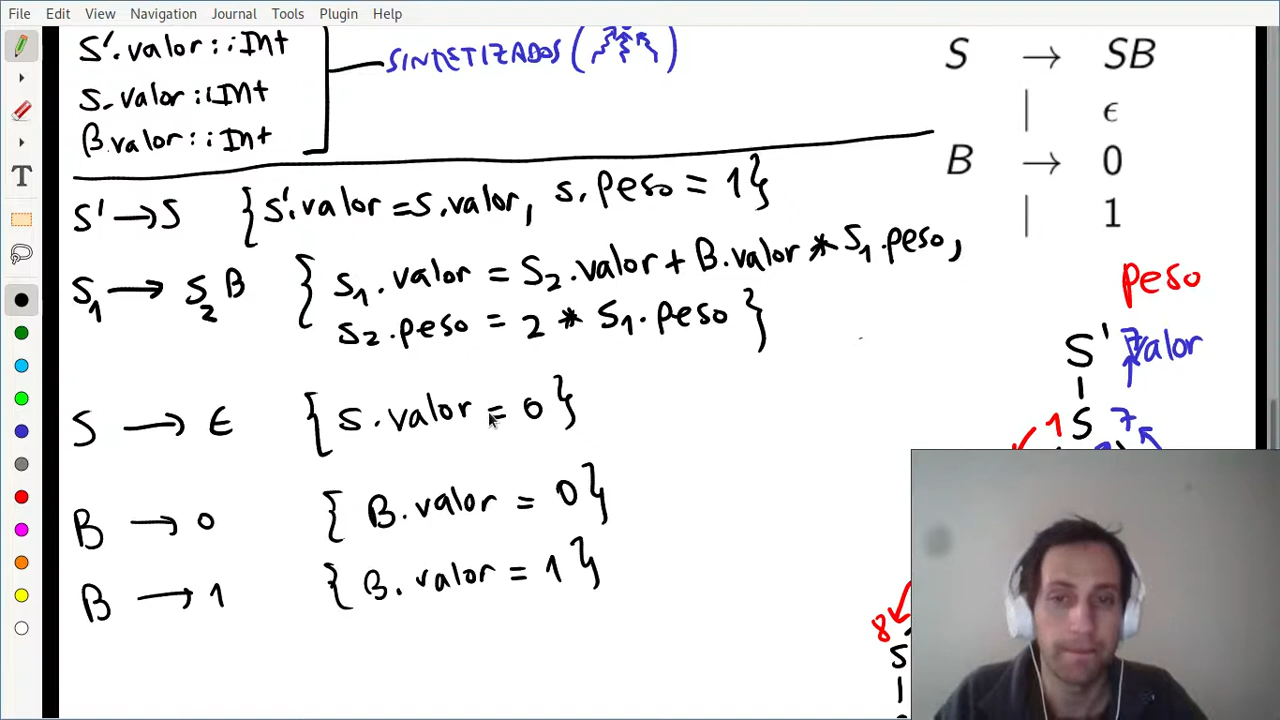 File Edit View Navigation Journal Tools Plugin Help
S'.valor::Int
S.valor::Int
B.valor::Int
SINTETIZADOS ( )
S → SB
| ϵ
B → 0
| 1
S' → S {S'.valor = S.valor, S.peso = 1}
S₁ → S₂ B { S₁.valor = S₂.valor + B.valor * S₁.peso,
S₂.peso = 2 * S₁.peso }
S → ϵ { S.valor = 0 }
B → 0 { B.valor = 0 }
B → 1 { B.valor = 1 }
T
peso
S' valor
1 S 7
8
S